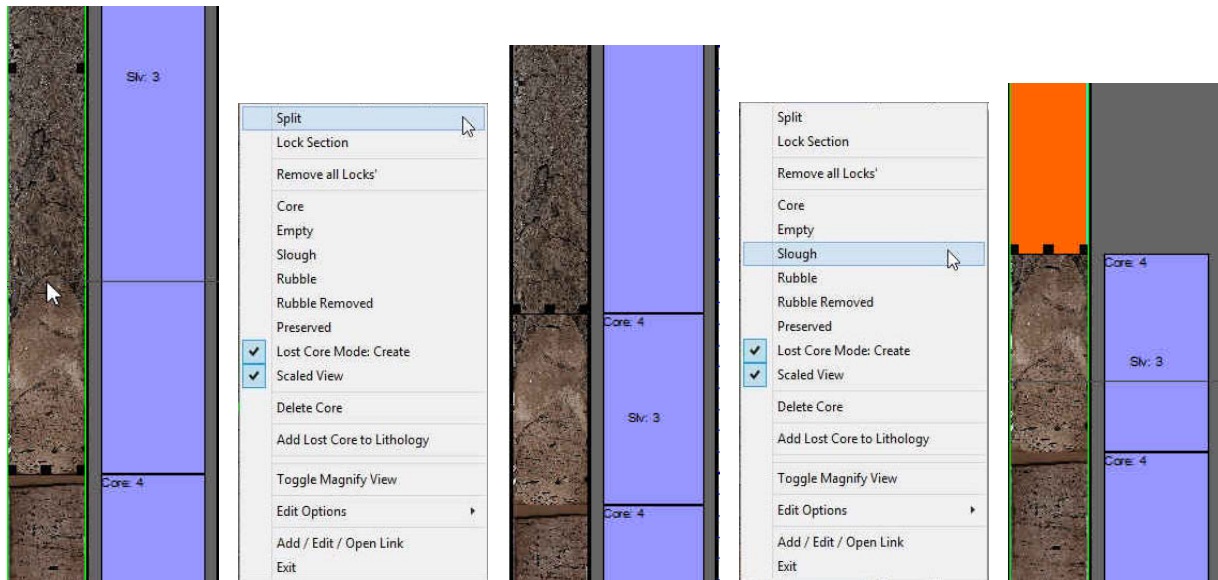 Slv: 3
Core: 4
Split
Lock Section
Remove all Locks'
Core
Empty
Slough
Rubble
Rubble Removed
Preserved
Lost Core Mode: Create
Scaled View
Delete Core
Add Lost Core to Lithology
Toggle Magnify View
Edit Options
Add / Edit / Open Link
Exit
Core: 4
Slv: 3
Core: 4
Split
Lock Section
Remove all Locks'
Core
Empty
Slough
Rubble
Rubble Removed
Preserved
Lost Core Mode: Create
Scaled View
Delete Core
Add Lost Core to Lithology
Toggle Magnify View
Edit Options
Add / Edit / Open Link
Exit
Core: 4
Slv: 3
Core: 4